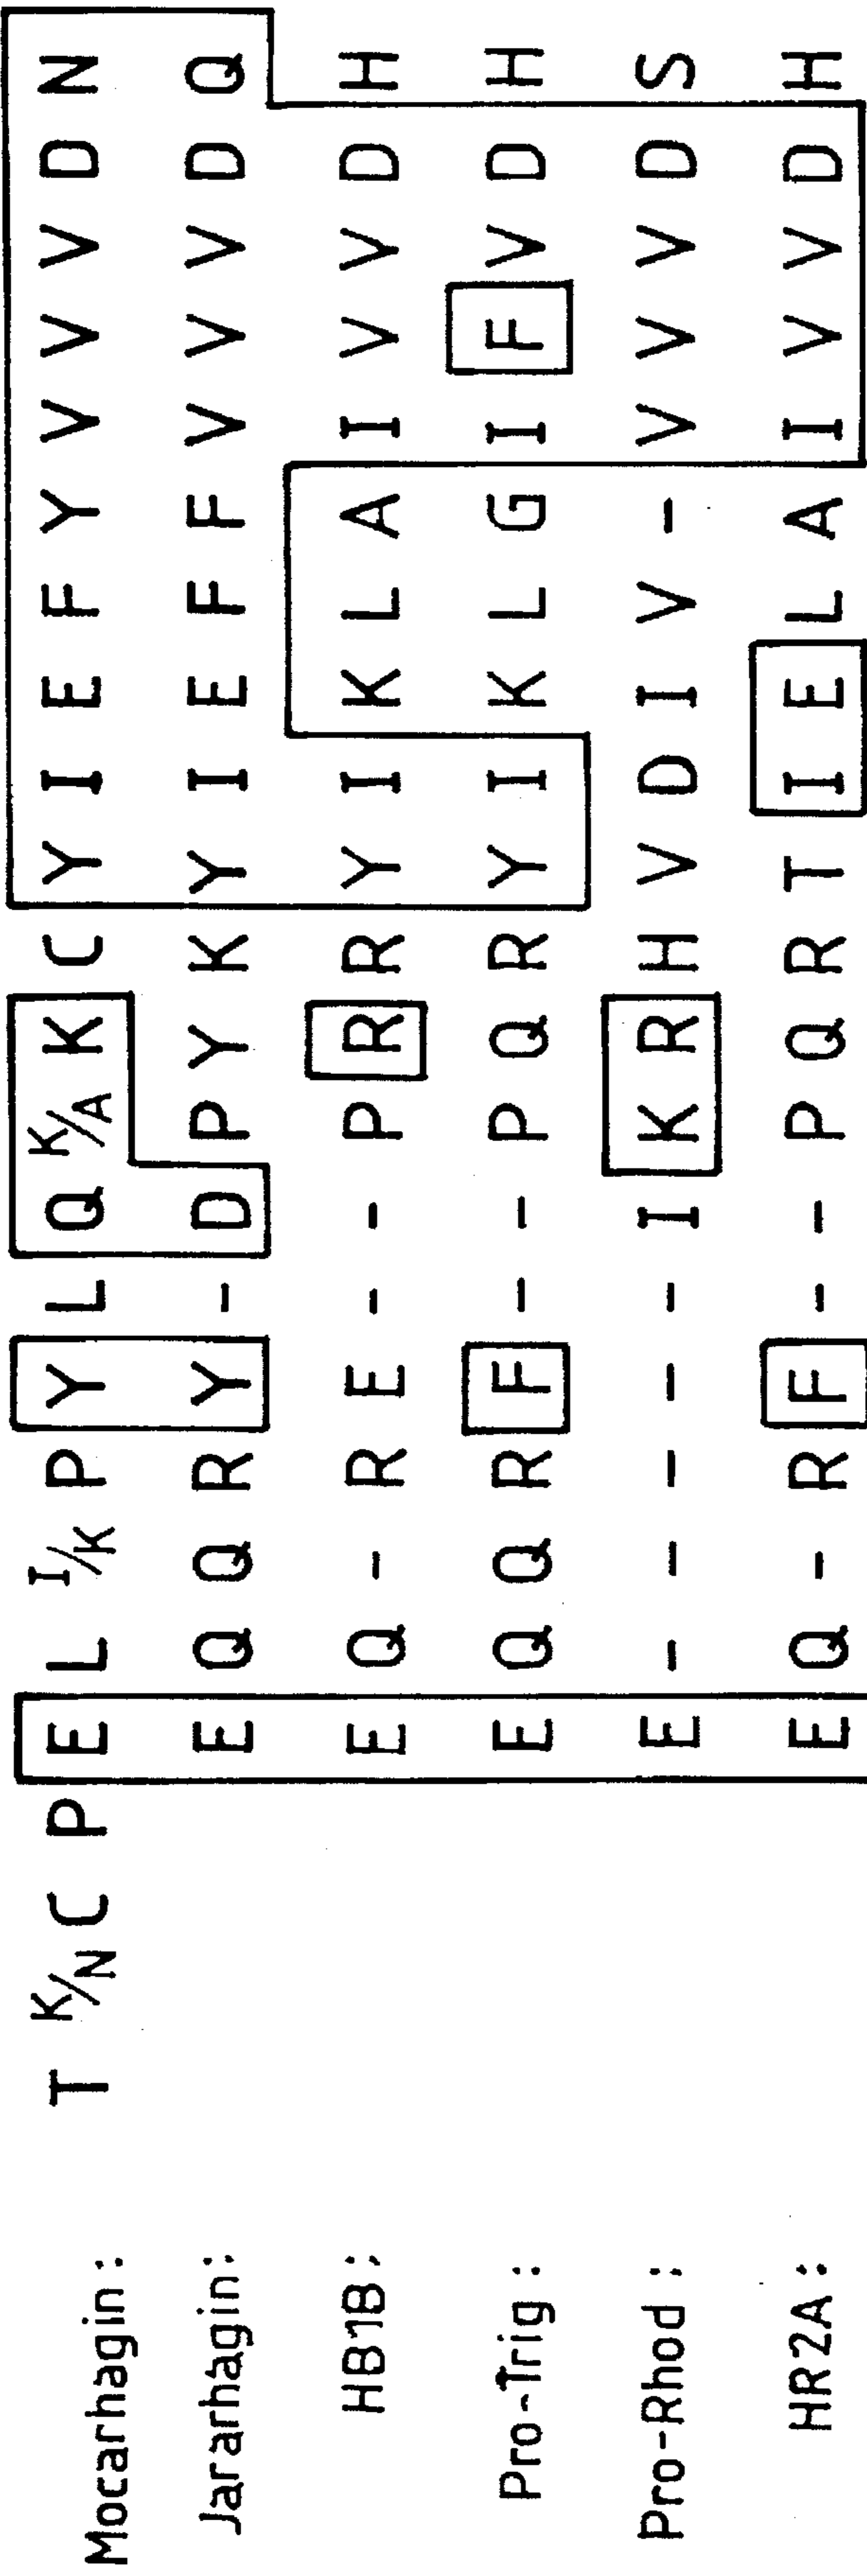 Mocarhagin: T K/N C P E L I/K P Y L Q K/A K C Y I E F Y V V V D N
Jararhagin: E Q Q R Y - D P Y K Y I E F F V V V D Q
HB1B: E Q - R E - - P R R Y I K L A I V V D H
Pro-Trig: E Q Q R F - - P Q R Y I K L G I F V D H
Pro-Rhod: E - - - - - I K R H V D I V - V V V D S
HR2A: E Q - R F - - P Q R T I E L A I V V D H